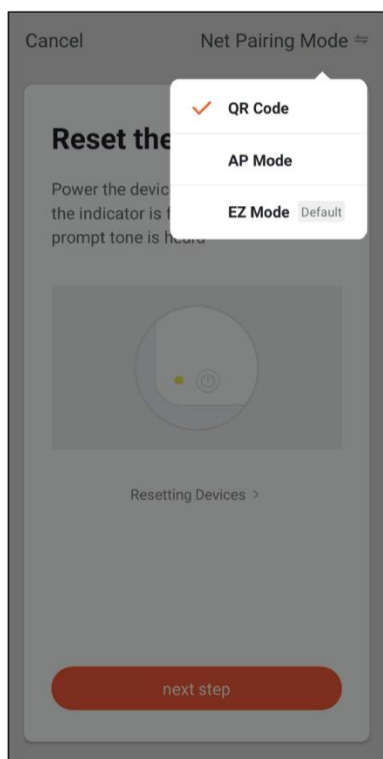 Cancel
Net Pairing Mode ⇋
QR Code
AP Mode
EZ Mode Default
Reset the
Power the devic
the indicator is f
prompt tone is heard
Resetting Devices >
next step